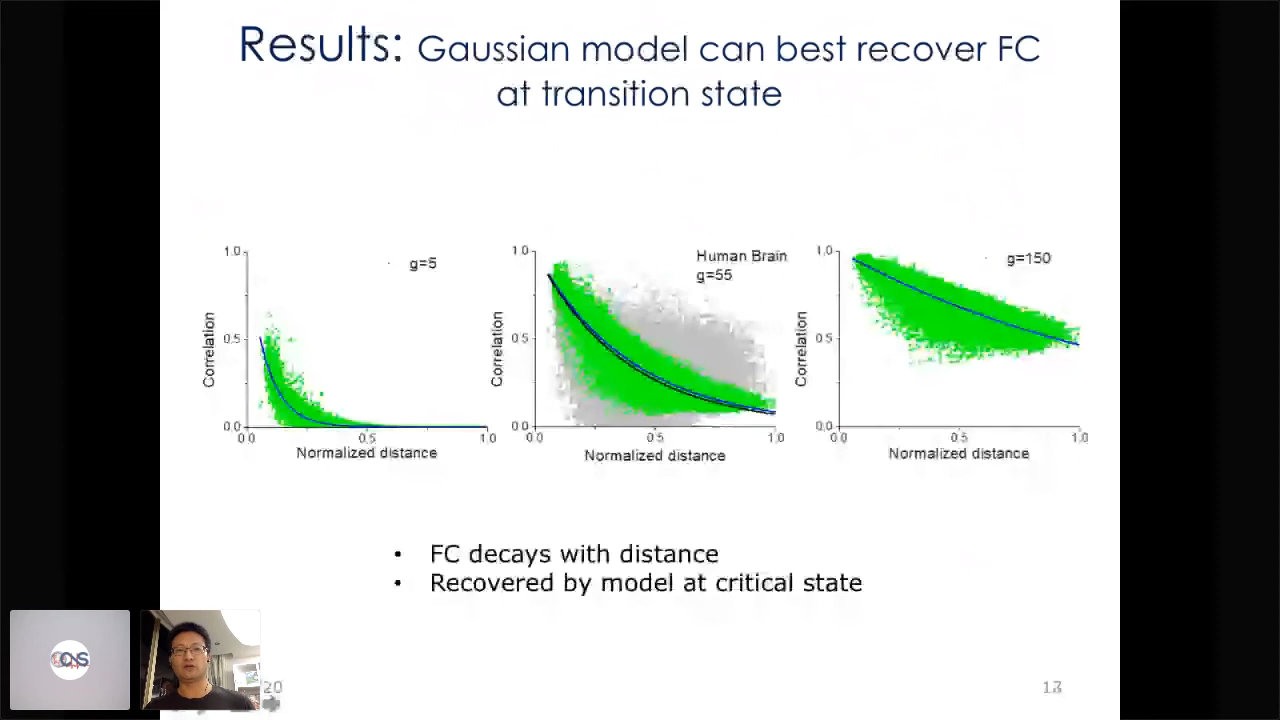 Results: Gaussian model can best recover FC
at transition state
1.0
0.5
0.0
Correlation
g=5
0.0
0.5
1.0
Normalized distance
1.0
0.5
0.0
Correlation
Human Brain
g=55
0.0
0.5
1.0
Normalized distance
1.0
0.5
0.0
Correlation
g=150
0.0
0.5
1.0
Normalized distance
• FC decays with distance
• Recovered by model at critical state
20
13